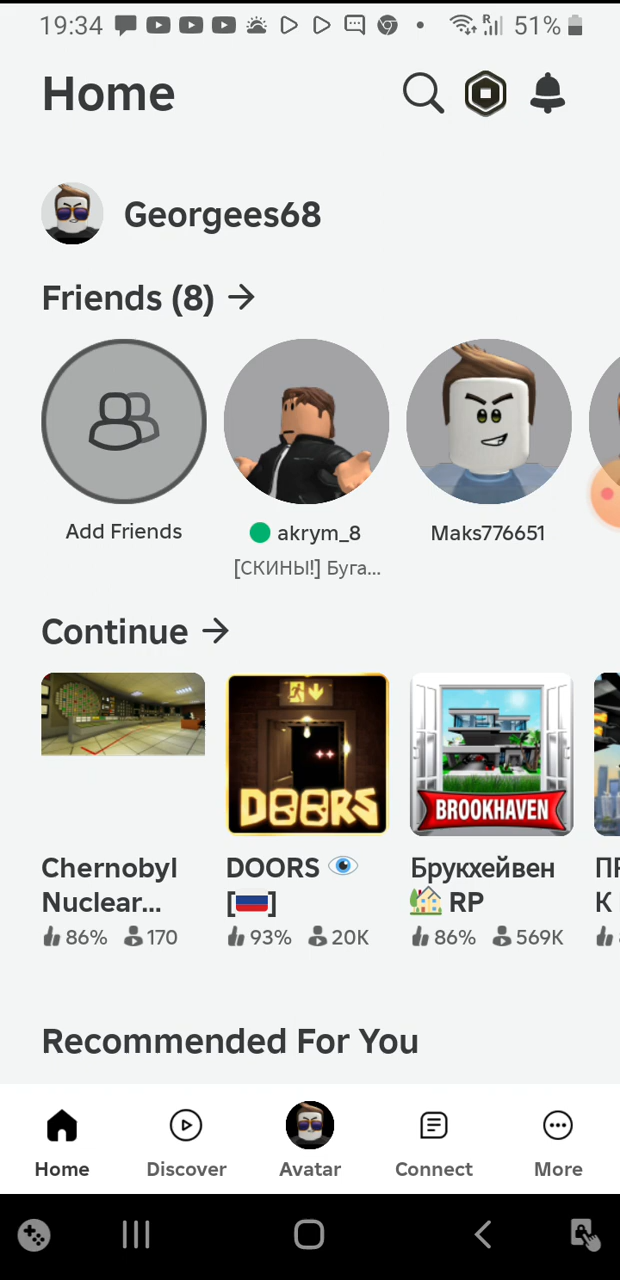 19:34 R 51%
Home
Georgees68
Friends (8)
Add Friends
akrym_8
Maks776651
[СКИНЫ!] Буга...
Continue
DOORS
BROOKHAVEN
Chernobyl
Nuclear...
86% 170
DOORS 👁️
[🇷🇺]
93% 20K
Брукхейвен
🏡 RP
86% 569K
К
Recommended For You
Home
Discover
Avatar
Connect
More